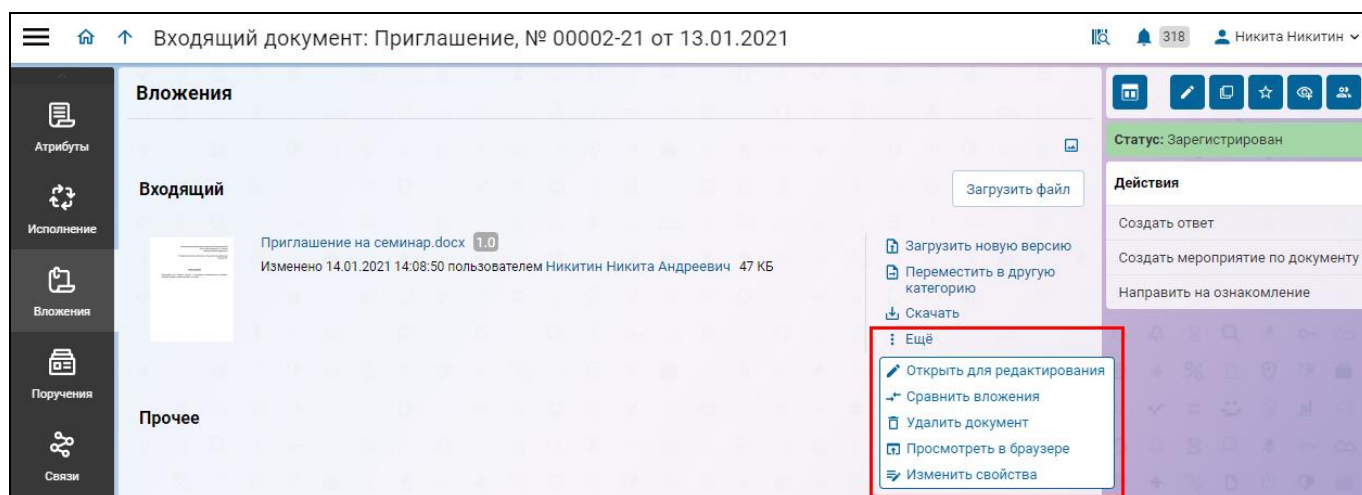 Входящий документ: Приглашение, № 00002-21 от 13.01.2021
318
Никита Никитин
Атрибуты
Исполнение
Вложения
Поручения
Связи
Вложения
Входящий
Загрузить файл
Приглашение на семинар.docx 1.0
Изменено 14.01.2021 14:08:50 пользователем Никитин Никита Андреевич 47 КБ
Загрузить новую версию
Переместить в другую
категорию
Скачать
Ещё
Открыть для редактирования
Сравнить вложения
Удалить документ
Просмотреть в браузере
Изменить свойства
Прочее
Статус: Зарегистрирован
Действия
Создать ответ
Создать мероприятие по документу
Направить на ознакомление